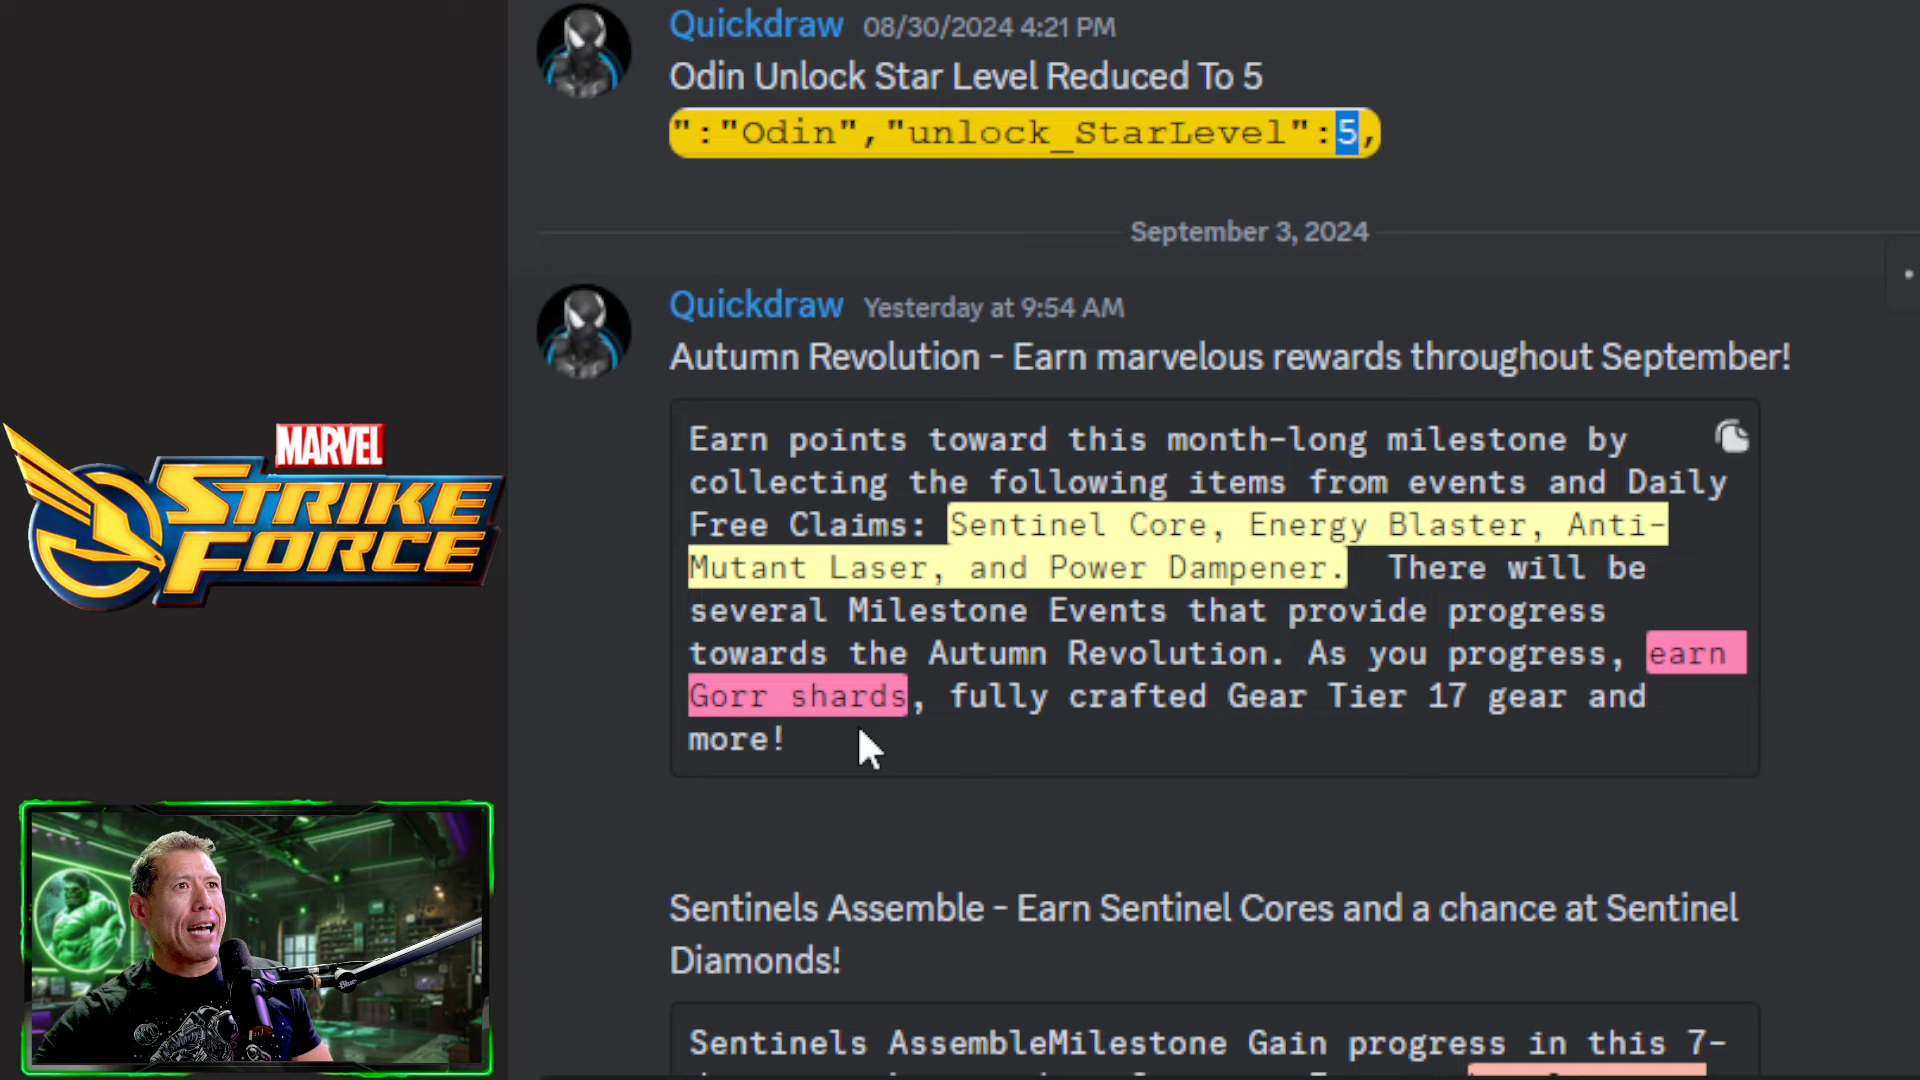 Quickdraw 08/30/2024 4:21 PM
Odin Unlock Star Level Reduced To 5
":"Odin","unlock_StarLevel":5,
September 3, 2024
Quickdraw Yesterday at 9:54 AM
Autumn Revolution - Earn marvelous rewards throughout September!
Earn points toward this month-long milestone by
collecting the following items from events and Daily
Free Claims: Sentinel Core, Energy Blaster, Anti-
Mutant Laser, and Power Dampener. There will be
several Milestone Events that provide progress
towards the Autumn Revolution. As you progress, earn
Gorr shards, fully crafted Gear Tier 17 gear and
more!
MARVEL
STRIKE
FORCE
Sentinels Assemble - Earn Sentinel Cores and a chance at Sentinel
Diamonds!
Sentinels AssembleMilestone Gain progress in this 7-
Blue